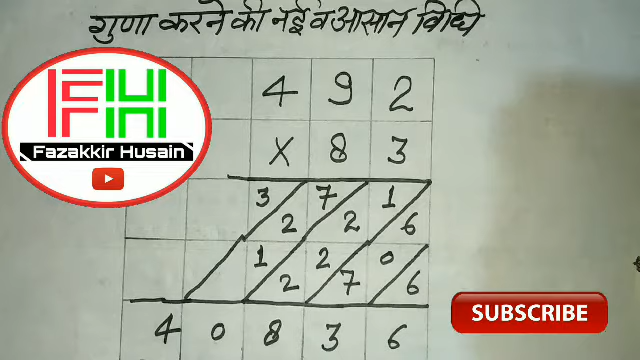 गुणा करने की नई व आसान विधि
FH
FH
Fazakkir Husain
4 9 2
X 8 3
3 7 1
2 2 6
1 2 0
2 7 6
4 0 8 3 6
SUBSCRIBE